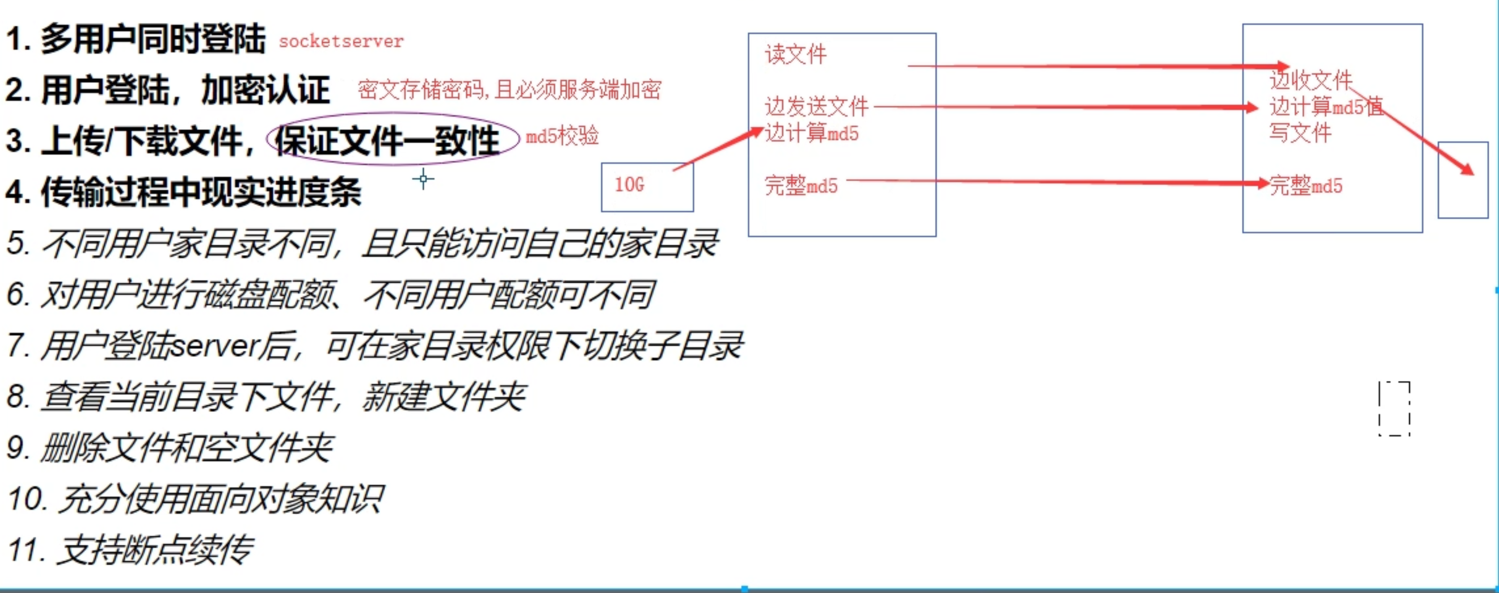 1. 多用户同时登陆 socketserver
2. 用户登陆，加密认证 密文存储密码,且必须服务端加密
3. 上传/下载文件，保证文件一致性 md5校验
4. 传输过程中现实进度条
5. 不同用户家目录不同，且只能访问自己的家目录
6. 对用户进行磁盘配额、不同用户配额可不同
7. 用户登陆server后，可在家目录权限下切换子目录
8. 查看当前目录下文件，新建文件夹
9. 删除文件和空文件夹
10. 充分使用面向对象知识
11. 支持断点续传
10G
读文件
边发送文件
边计算md5
完整md5
边收文件
边计算md5值
写文件
完整md5